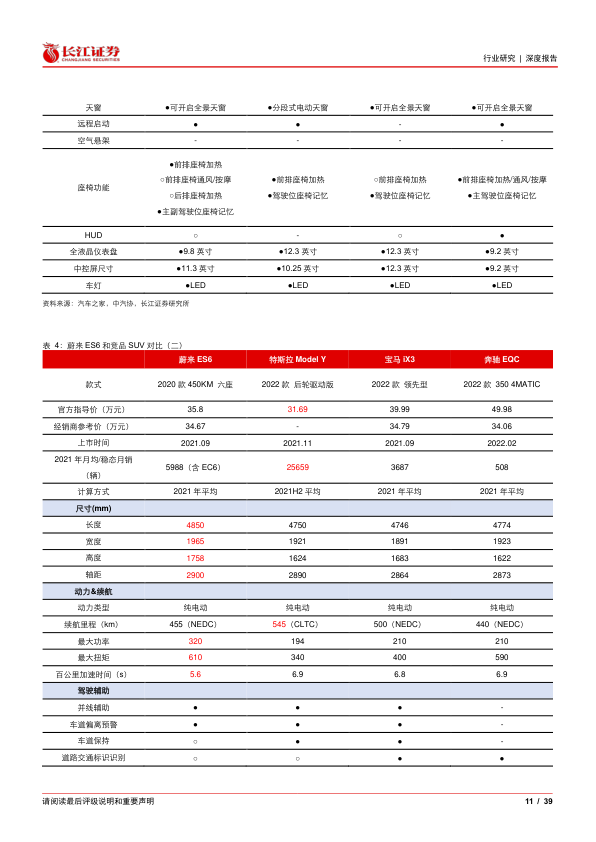 长江证券
CHANGJIANG SECURITIES
行业研究 | 深度报告
天窗 ●可开启全景天窗 ●分段式电动天窗 ●可开启全景天窗 ●可开启全景天窗
远程启动 ● ● - ●
空气悬架 - - - -
座椅功能 ●前排座椅加热 ○前排座椅通风/按摩 ○后排座椅加热 ●主副驾驶位座椅记忆 ●前排座椅加热 ●驾驶位座椅记忆 ○前排座椅加热 ●驾驶位座椅记忆 ●前排座椅加热/通风/按摩 ●主驾驶位座椅记忆
HUD ○ - ○ ●
全液晶仪表盘 ●9.8 英寸 ●12.3 英寸 ●12.3 英寸 ●9.2 英寸
中控屏尺寸 ●11.3 英寸 ●10.25 英寸 ●12.3 英寸 ●9.2 英寸
车灯 ●LED ●LED ●LED ●LED
资料来源：汽车之家，中汽协，长江证券研究所
表 4：蔚来 ES6 和竞品 SUV 对比（二）
蔚来 ES6 特斯拉 Model Y 宝马 iX3 奔驰 EQC
款式 2020 款 450KM 六座 2022 款 后轮驱动版 2022 款 领先型 2022 款 350 4MATIC
官方指导价（万元） 35.8 31.69 39.99 49.98
经销商参考价（万元） 34.67 - 34.79 34.06
上市时间 2021.09 2021.11 2021.09 2022.02
2021 年月均/稳态月销（辆） 5988（含 EC6） 25659 3687 508
计算方式 2021 年平均 2021H2 平均 2021 年平均 2021 年平均
尺寸(mm)
长度 4850 4750 4746 4774
宽度 1965 1921 1891 1923
高度 1758 1624 1683 1622
轴距 2900 2890 2864 2873
动力&续航
动力类型 纯电动 纯电动 纯电动 纯电动
续航里程（km） 455（NEDC） 545（CLTC） 500（NEDC） 440（NEDC）
最大功率 320 194 210 210
最大扭矩 610 340 400 590
百公里加速时间（s） 5.6 6.9 6.8 6.9
驾驶辅助
并线辅助 ● ● ● -
车道偏离预警 ● ● ● -
车道保持 ○ ● ● -
道路交通标识识别 ○ ○ ● ●
请阅读最后评级说明和重要声明
11 / 39